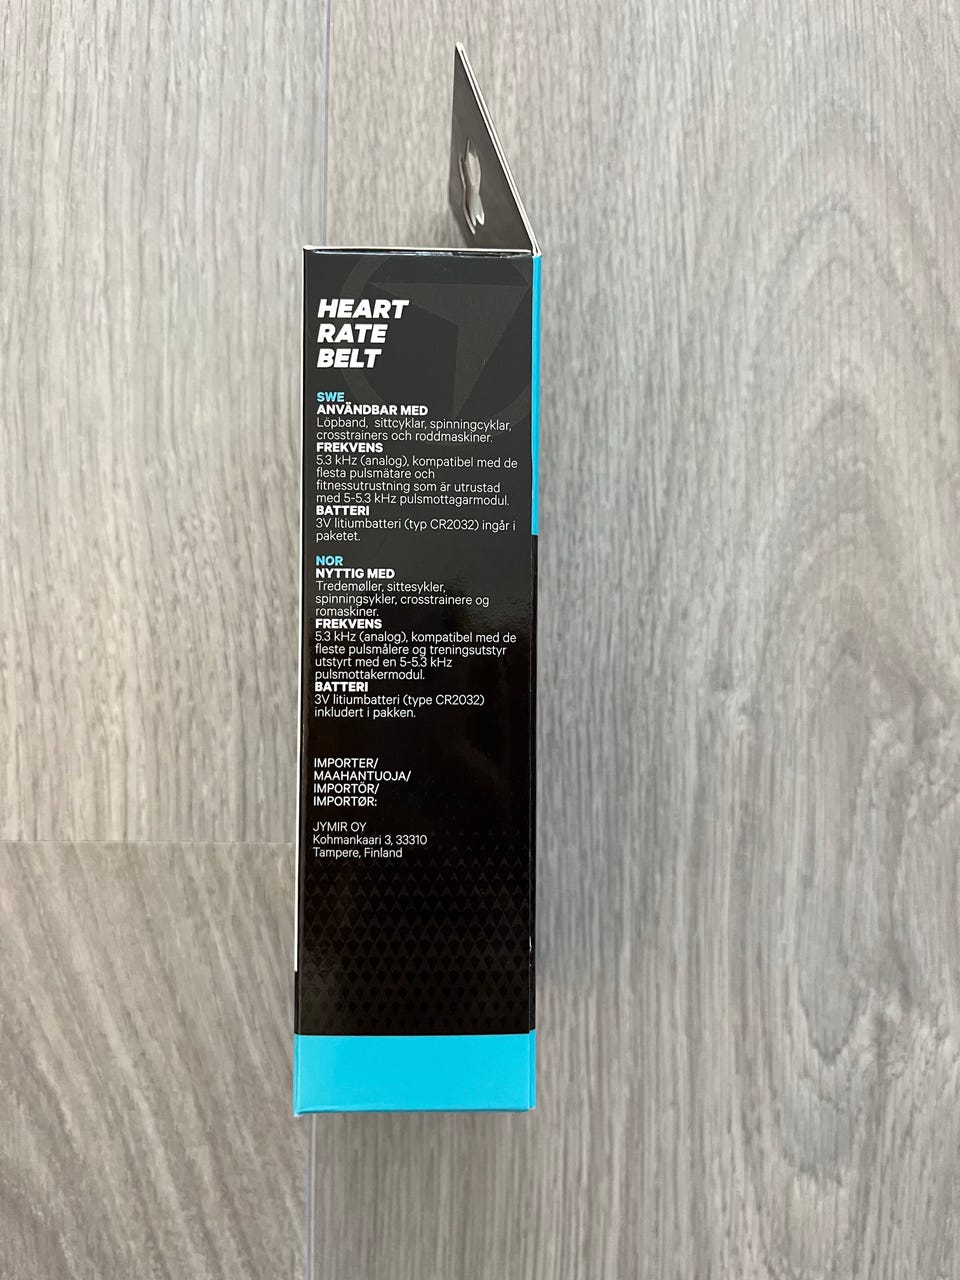 HEART
RATE
BELT
SWE
ANVÄNDBAR MED
Löpband, sittcyklar, spinningcyklar,
crosstrainers och roddmaskiner.
FREKVENS
5.3 kHz (analog), kompatibel med de
flesta pulsmätare och
fitnessutrustning som är utrustad
med 5-5.3 kHz pulsmottagarmodul.
BATTERI
3V litiumbatteri (typ CR2032) ingår i
paketet.
NOR
NYTTIG MED
Tredemøller, sittesykler,
spinningsykler, crosstrainere og
romaskiner.
FREKVENS
5.3 kHz (analog), kompatibel med de
fleste pulsmålere og treningsutstyr
utstyrt med en 5-5.3 kHz
pulsmottakermodul.
BATTERI
3V litiumbatteri (type CR2032)
inkludert i pakken.
IMPORTER/
MAAHANTUOJA/
IMPORTÖR/
IMPORTØR:
JYMIR OY
Kohmankaari 3, 33310
Tampere, Finland